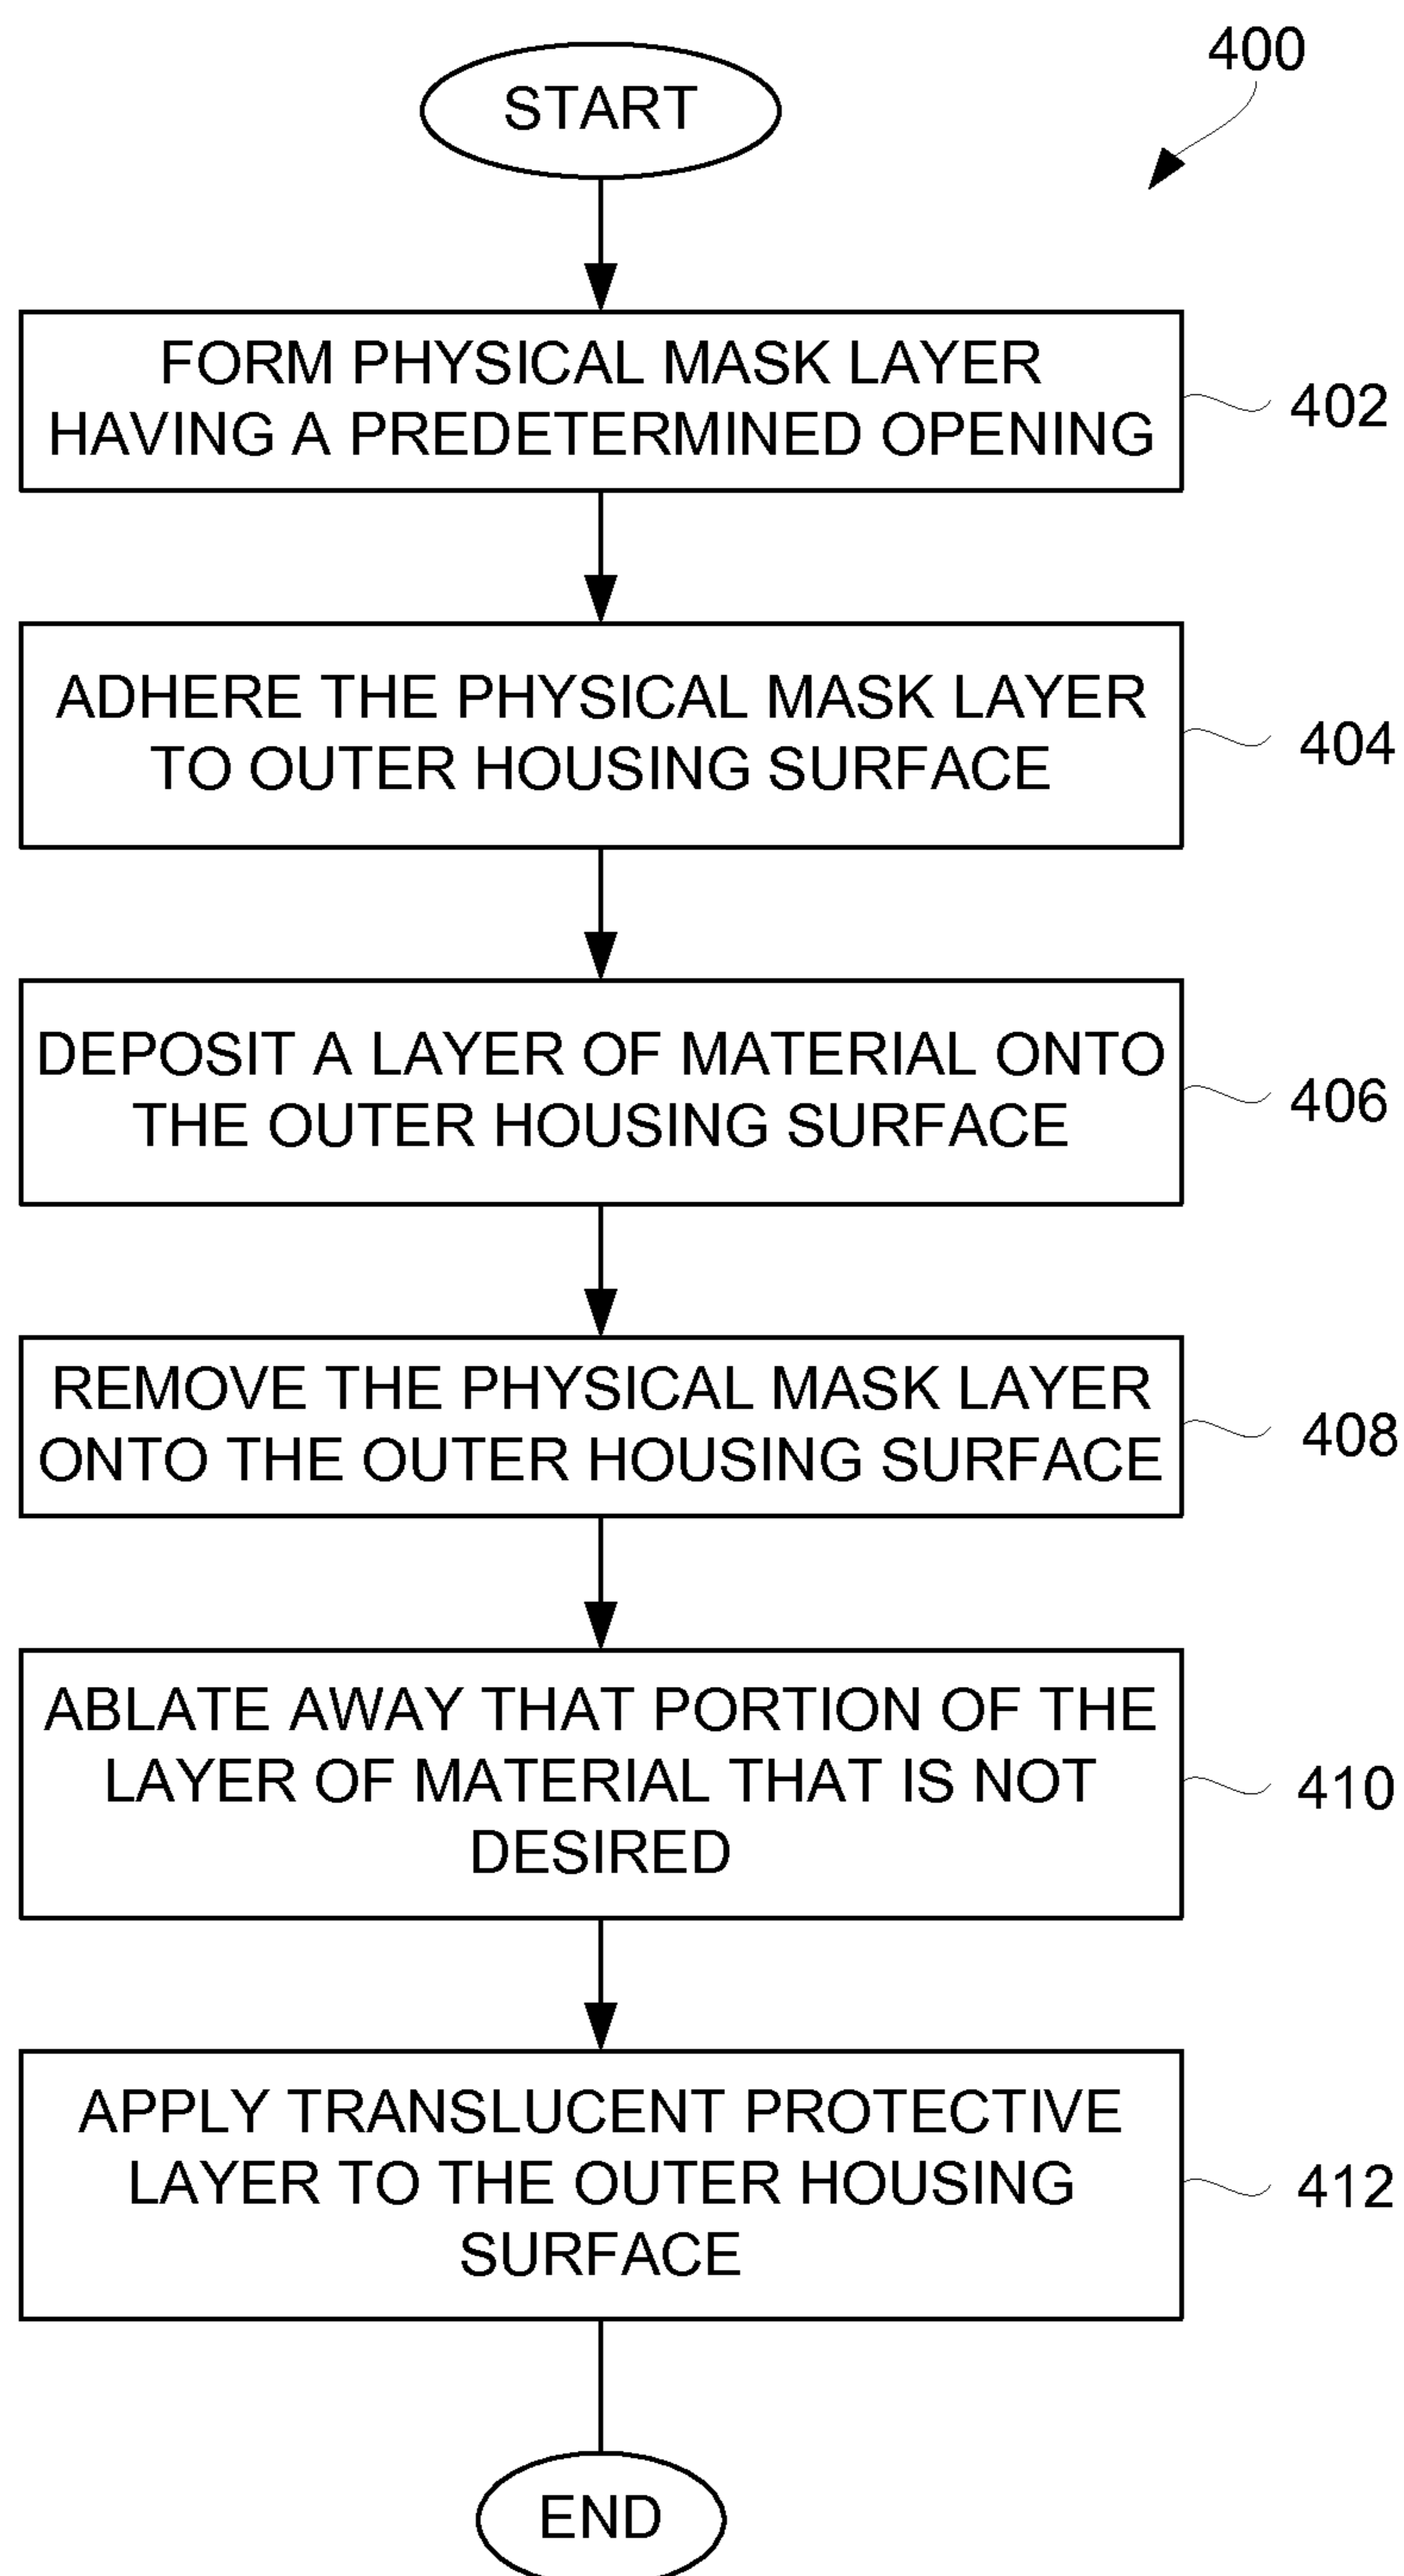 400
START
FORM PHYSICAL MASK LAYER
HAVING A PREDETERMINED OPENING
402
ADHERE THE PHYSICAL MASK LAYER
TO OUTER HOUSING SURFACE
404
DEPOSIT A LAYER OF MATERIAL ONTO
THE OUTER HOUSING SURFACE
406
REMOVE THE PHYSICAL MASK LAYER
ONTO THE OUTER HOUSING SURFACE
408
ABLATE AWAY THAT PORTION OF THE
LAYER OF MATERIAL THAT IS NOT
DESIRED
410
APPLY TRANSLUCENT PROTECTIVE
LAYER TO THE OUTER HOUSING
SURFACE
412
END